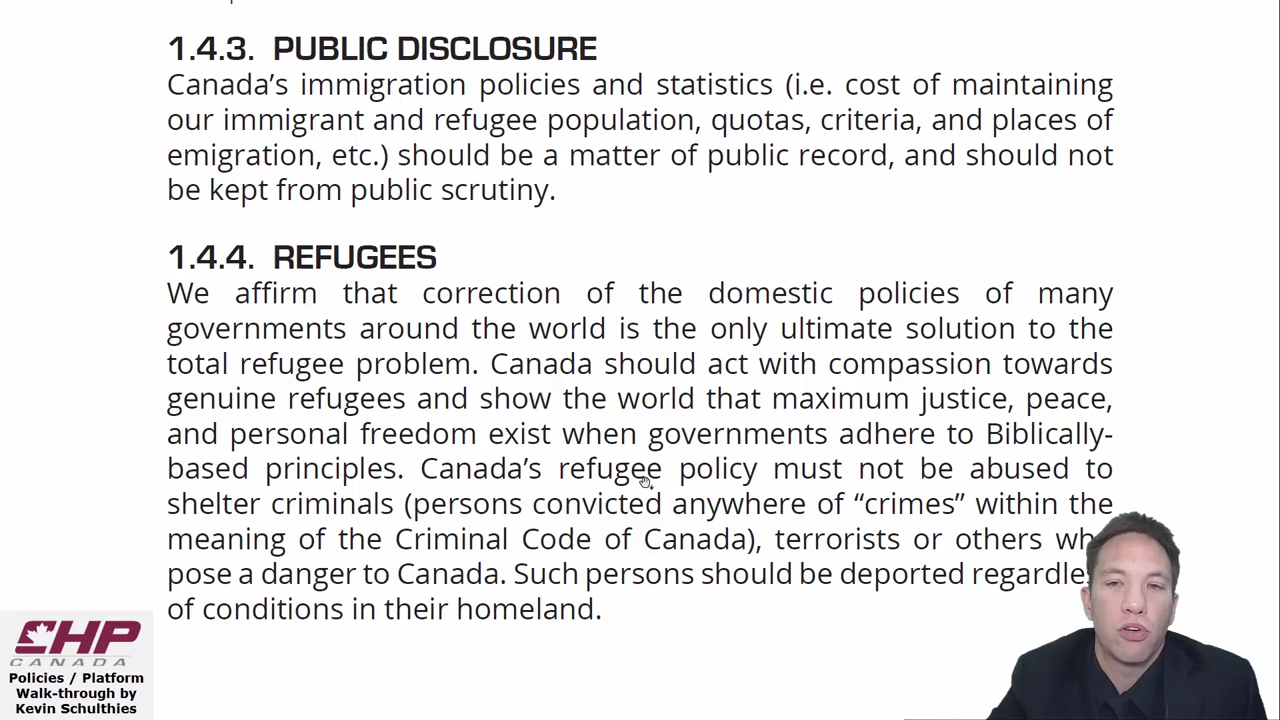 1.4.3. PUBLIC DISCLOSURE
Canada's immigration policies and statistics (i.e. cost of maintaining
our immigrant and refugee population, quotas, criteria, and places of
emigration, etc.) should be a matter of public record, and should not
be kept from public scrutiny.
1.4.4. REFUGEES
We affirm that correction of the domestic policies of many
governments around the world is the only ultimate solution to the
total refugee problem. Canada should act with compassion towards
genuine refugees and show the world that maximum justice, peace,
and personal freedom exist when governments adhere to Biblically-
based principles. Canada's refugee policy must not be abused to
shelter criminals (persons convicted anywhere of “crimes” within the
meaning of the Criminal Code of Canada), terrorists or others
pose a danger to Canada. Such persons should be deported
of conditions in their homeland.
CHP
CANADA
Policies / Platform
Walk-through by
Kevin Schulthies